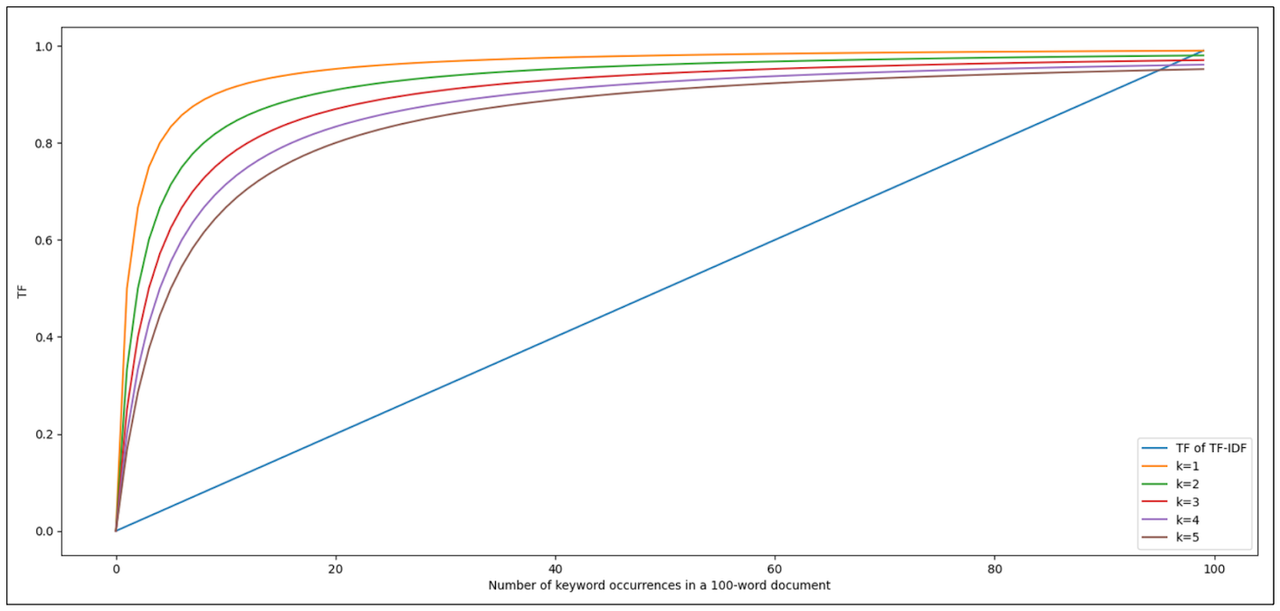 1.0
0.8
0.6
0.4
0.2
0.0
TF
0 20 40 60 80 100
Number of keyword occurrences in a 100-word document
TF of TF-IDF
k=1
k=2
k=3
k=4
k=5